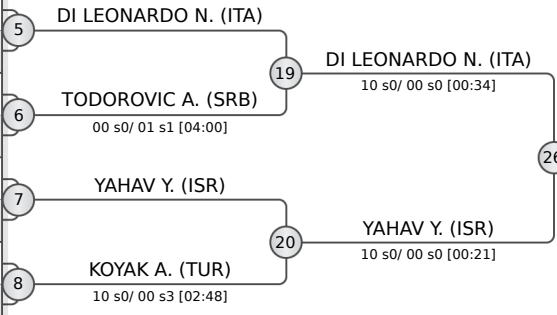 DI LEONARDO N. (ITA)
5
19
DI LEONARDO N. (ITA)
10 s0/ 00 s0 [00:34]
TODOROVIC A. (SRB)
6
00 s0/ 01 s1 [04:00]
26
YAHAV Y. (ISR)
7
20
YAHAV Y. (ISR)
10 s0/ 00 s0 [00:21]
KOYAK A. (TUR)
8
10 s0/ 00 s3 [02:48]